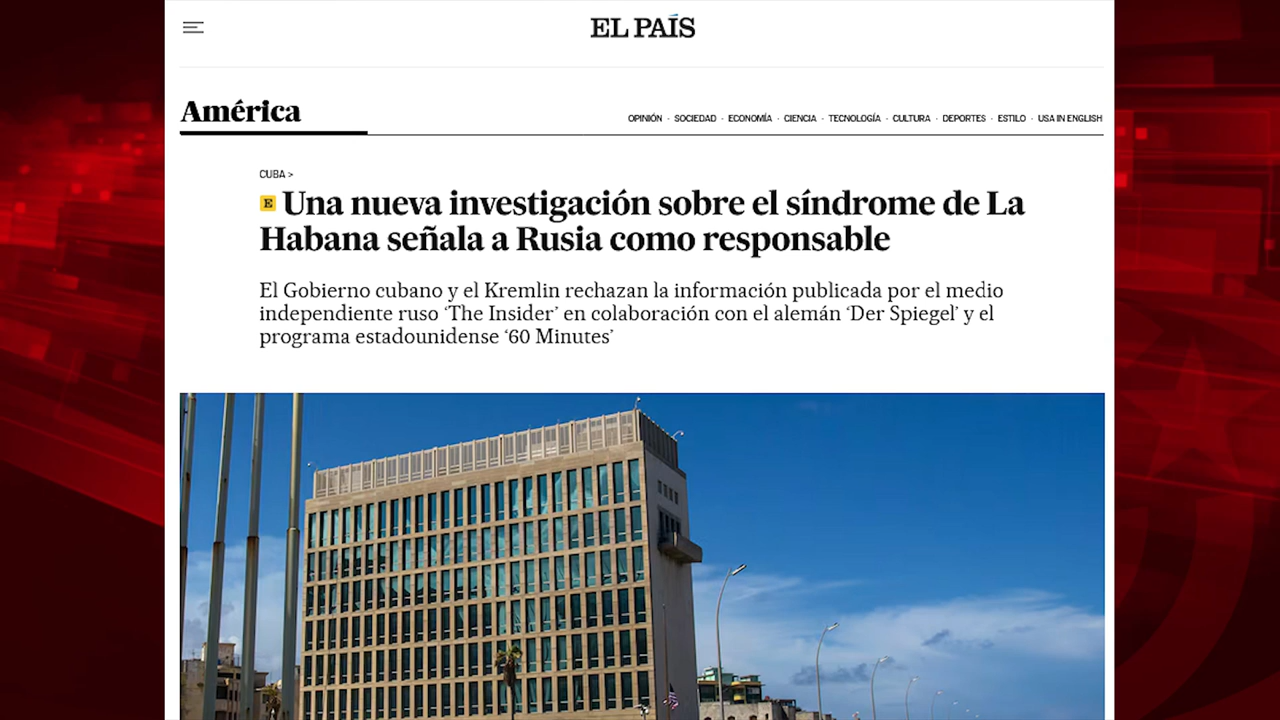 EL PAÍS
América
OPINIÓN · SOCIEDAD · ECONOMÍA · CIENCIA · TECNOLOGÍA · CULTURA · DEPORTES · ESTILO · USA IN ENGLISH
CUBA >
E Una nueva investigación sobre el síndrome de La
Habana señala a Rusia como responsable
El Gobierno cubano y el Kremlin rechazan la información publicada por el medio
independiente ruso ‘The Insider’ en colaboración con el alemán ‘Der Spiegel’ y el
programa estadounidense ‘60 Minutes’